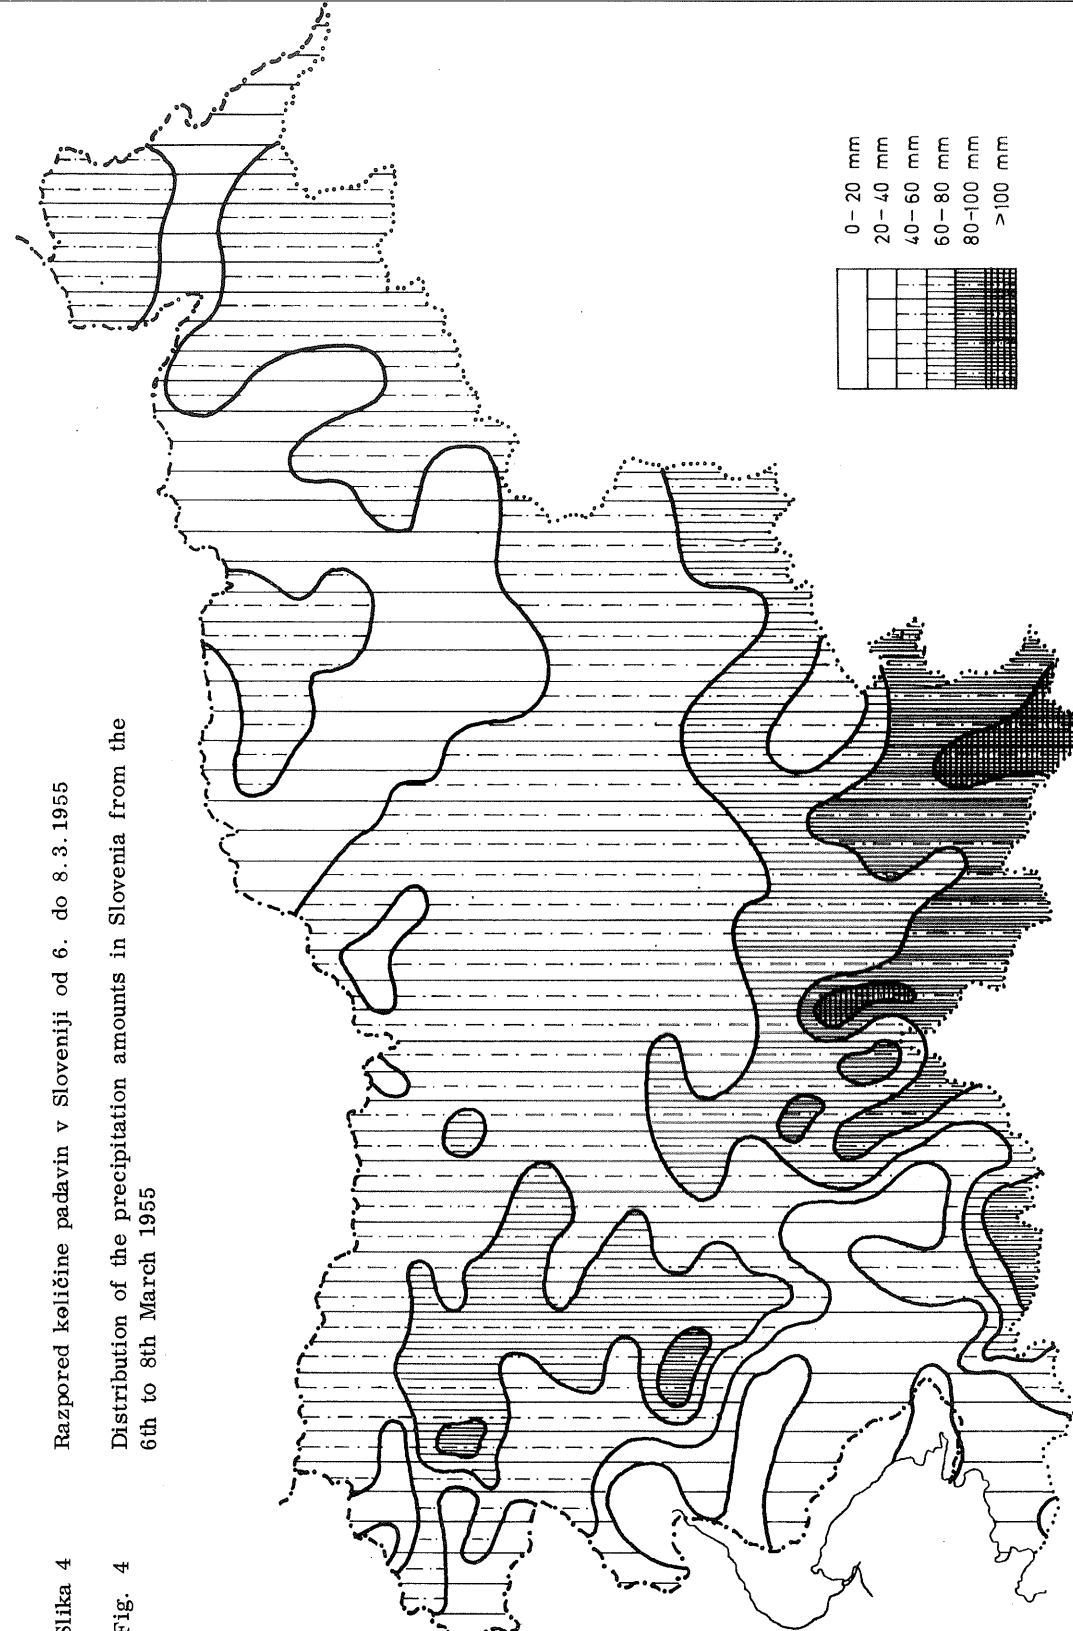 Slika 4 Razpored količine padavin v Sloveniji od 6. do 8.3.1955
Fig. 4 Distribution of the precipitation amounts in Slovenia from the
6th to 8th March 1955
0-20 mm
20-40 mm
40-60 mm
60-80 mm
80-100 mm
>100 mm